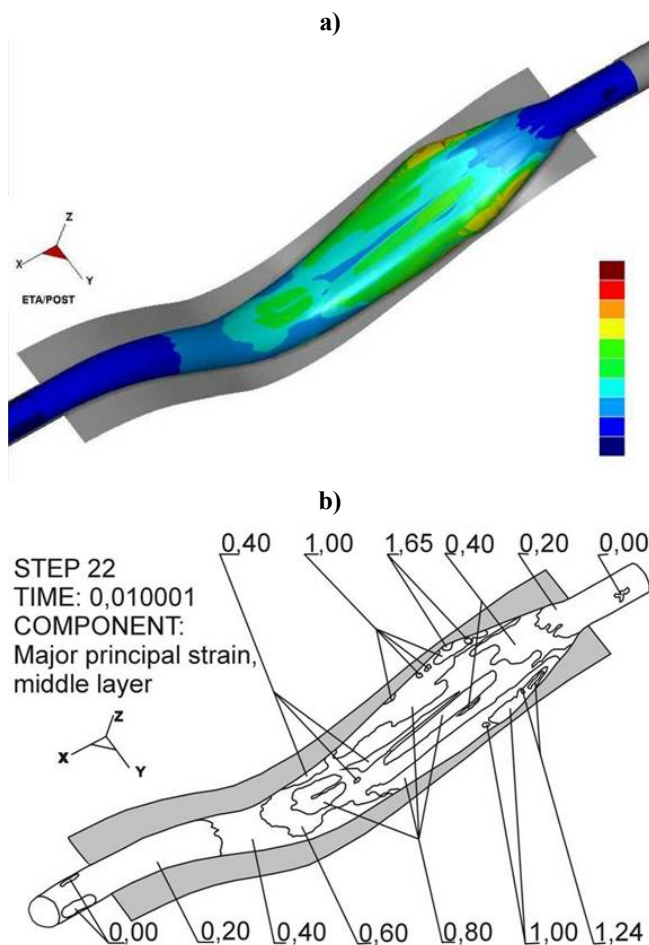 a)
Z
X
Y
ETA/POST
b)
0,40 1,00 1,65 0,40 0,20 0,00
STEP 22
TIME: 0,010001
COMPONENT:
Major principal strain,
middle layer
Z
X
Y
0,00 0,20 0,40 0,60 0,80 1,00 1,24